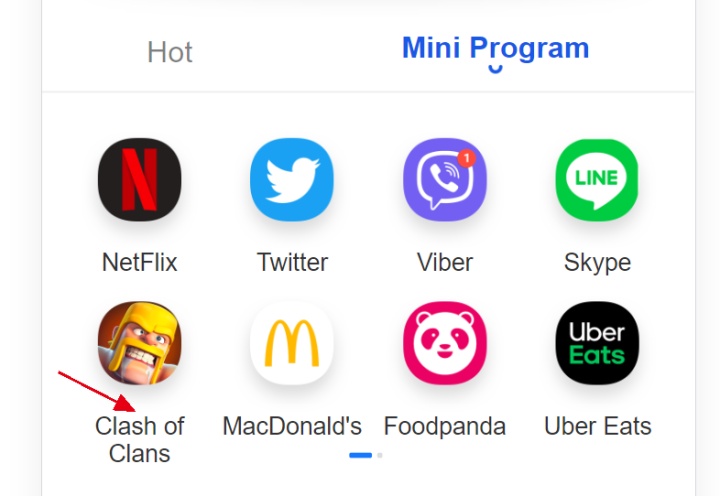 Hot Mini Program
N 1 LINE
NetFlix Twitter Viber Skype
M Uber
Eats
Clash of MacDonald's Foodpanda Uber Eats
Clans